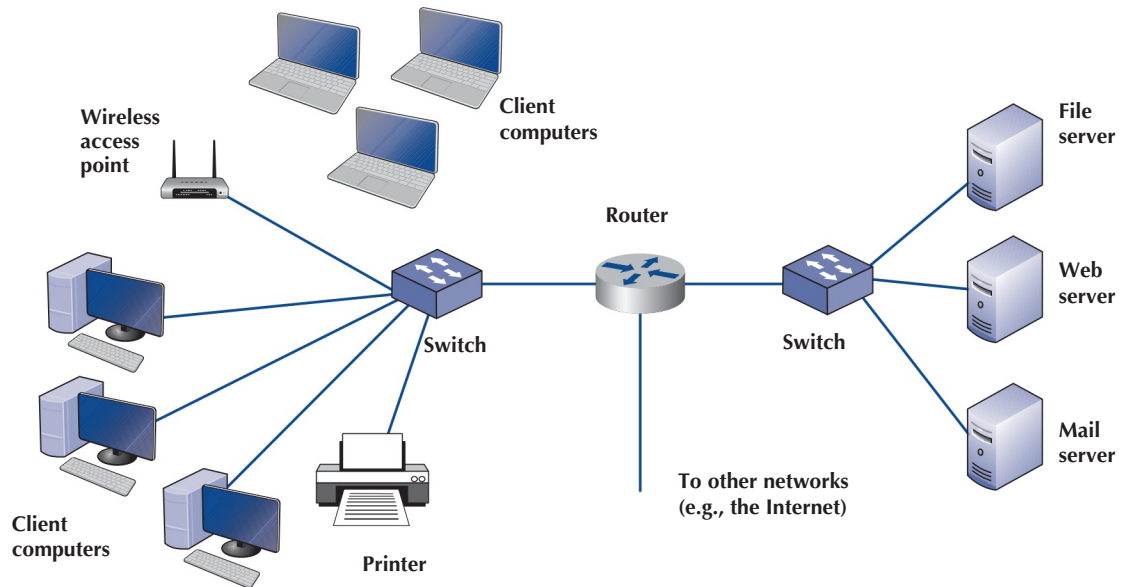 Wireless
access
point
Client
computers
File
server
Router
Web
server
Switch
Switch
Mail
server
To other networks
(e.g., the Internet)
Client
computers
Printer